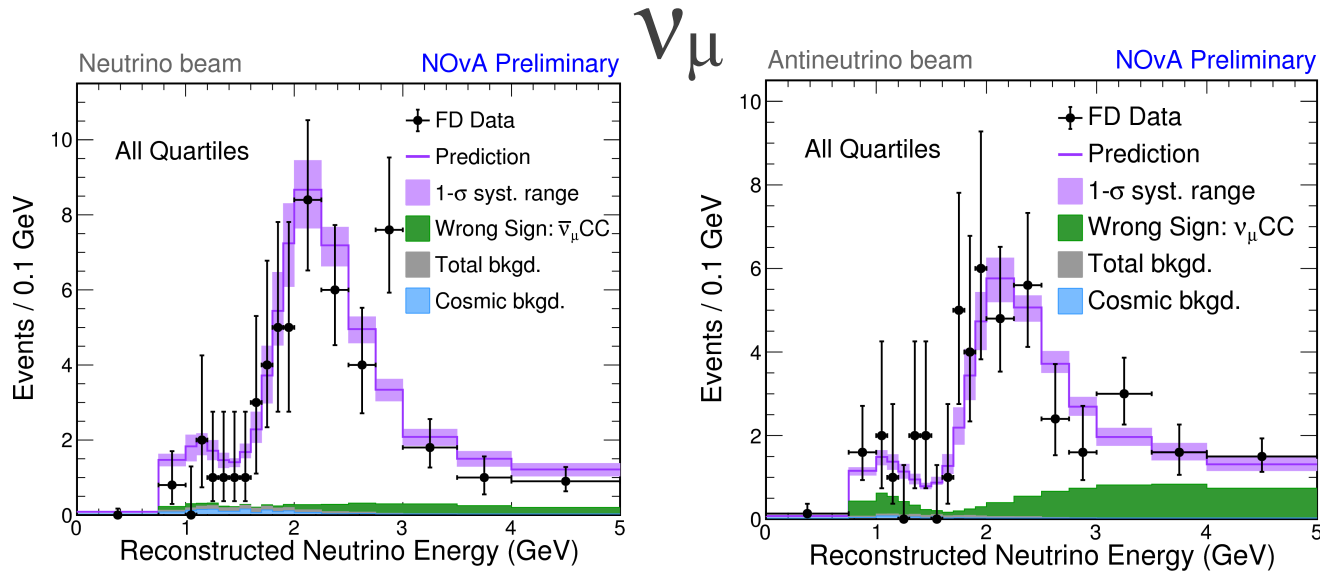 νμ
Neutrino beam NOvA Preliminary
All Quartiles
FD Data
Prediction
1-σ syst. range
Wrong Sign: ν̅μCC
Total bkgd.
Cosmic bkgd.
Events / 0.1 GeV
10
8
6
4
2
0
0 1 2 3 4 5
Reconstructed Neutrino Energy (GeV)
Antineutrino beam NOvA Preliminary
All Quartiles
FD Data
Prediction
1-σ syst. range
Wrong Sign: νμCC
Total bkgd.
Cosmic bkgd.
Events / 0.1 GeV
10
8
6
4
2
0
0 1 2 3 4 5
Reconstructed Neutrino Energy (GeV)